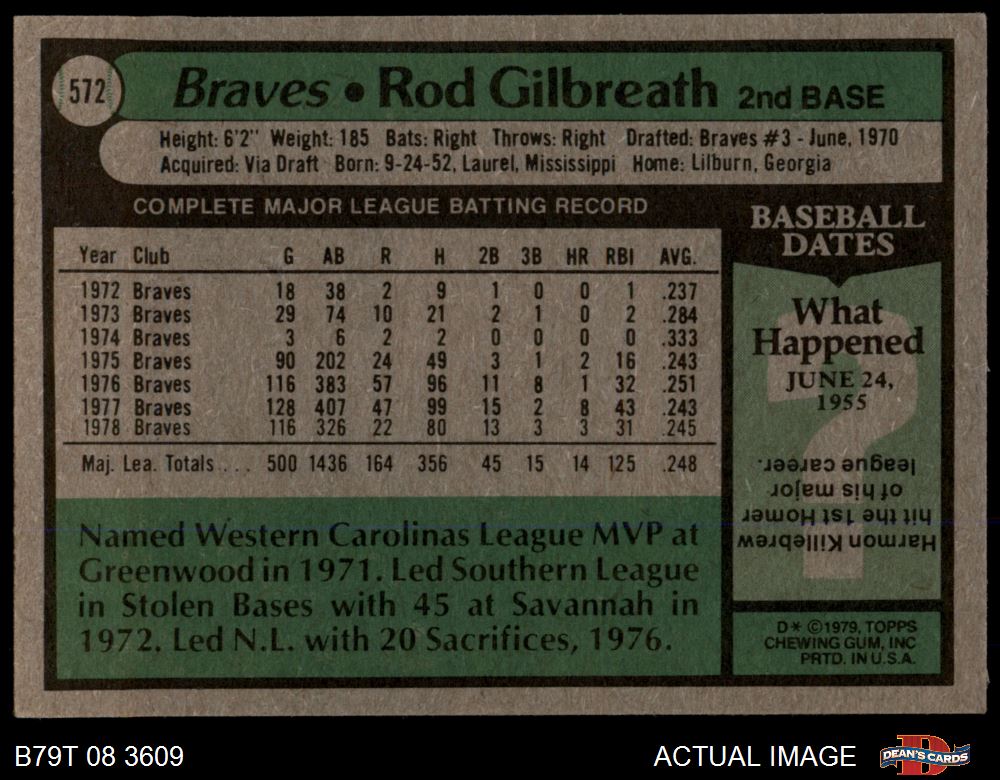 572
Braves • Rod Gilbreath 2nd BASE
Height: 6'2" Weight: 185 Bats: Right Throws: Right Drafted: Braves #3 - June, 1970
Acquired: Via Draft Born: 9-24-52, Laurel, Mississippi Home: Lilburn, Georgia
COMPLETE MAJOR LEAGUE BATTING RECORD
Year Club G AB R H 2B 3B HR RBI AVG.
1972 Braves 18 38 2 9 1 0 0 1 .237
1973 Braves 29 74 10 21 2 1 0 2 .284
1974 Braves 3 6 2 2 0 0 0 0 .333
1975 Braves 90 202 24 49 3 1 2 16 .243
1976 Braves 116 383 57 96 11 8 1 32 .251
1977 Braves 128 407 47 99 15 2 8 43 .243
1978 Braves 116 326 22 80 13 3 3 31 .245
Maj. Lea. Totals . . . 500 1436 164 356 45 15 14 125 .248
Named Western Carolinas League MVP at
Greenwood in 1971. Led Southern League
in Stolen Bases with 45 at Savannah in
1972. Led N.L. with 20 Sacrifices, 1976.
BASEBALL
DATES
What
Happened
JUNE 24,
1955
?
Harmon Killebrew
hit the 1st Homer
of his major
league career.
D* ©1979, TOPPS
CHEWING GUM, INC
PRTD. IN U.S.A.
B79T 08 3609
ACTUAL IMAGE
DEAN'S CARDS